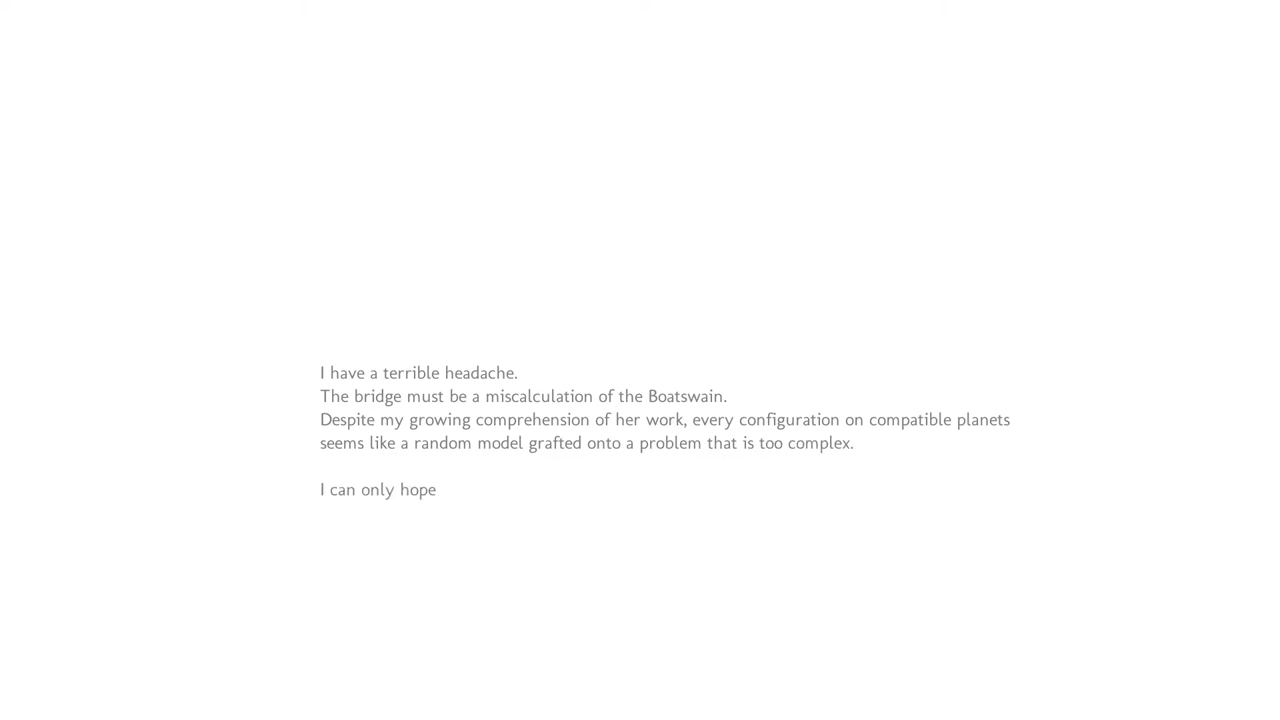 I have a terrible headache.
The bridge must be a miscalculation of the Boatswain.
Despite my growing comprehension of her work, every configuration on compatible planets
seems like a random model grafted onto a problem that is too complex.
I can only hope